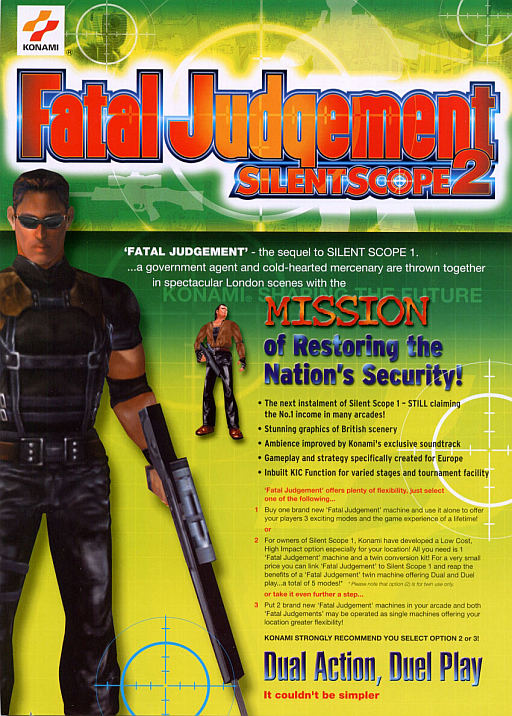 KONAMI ®
Fatal Judgement
SILENT SCOPE 2
'FATAL JUDGEMENT' - the sequel to SILENT SCOPE 1.
...a government agent and cold-hearted mercenary are thrown together
in spectacular London scenes with the
KONAMI® SHAPING THE FUTURE
MISSION
of Restoring the
Nation's Security!
• The next instalment of Silent Scope 1 – STILL claiming
the No.1 income in many arcades!
• Stunning graphics of British scenery
• Ambience improved by Konami's exclusive soundtrack
• Gameplay and strategy specifically created for Europe
• Inbuilt KIC Function for varied stages and tournament facility
'Fatal Judgement' offers plenty of flexibility, just select
one of the following...
1 Buy one brand new 'Fatal Judgement' machine and use it alone to offer
your players 3 exciting modes and the game experience of a lifetime!
or
2 For owners of Silent Scope 1, Konami have developed a Low Cost,
High Impact option especially for your location! All you need is 1
'Fatal Judgement' machine and a twin conversion kit! For a very small
price you can link 'Fatal Judgement' to Silent Scope 1 and reap the
benefits of a 'Fatal Judgement' twin machine offering Dual and Duel
play...a total of 5 modes!* * Please note that option (2) is for twin use only.
or take it even further a step...
3 Put 2 brand new 'Fatal Judgement' machines in your arcade and both
'Fatal Judgements' may be operated as single machines offering your
location greater flexibility!
KONAMI STRONGLY RECOMMEND YOU SELECT OPTION 2 or 3!
Dual Action, Duel Play
It couldn't be simpler